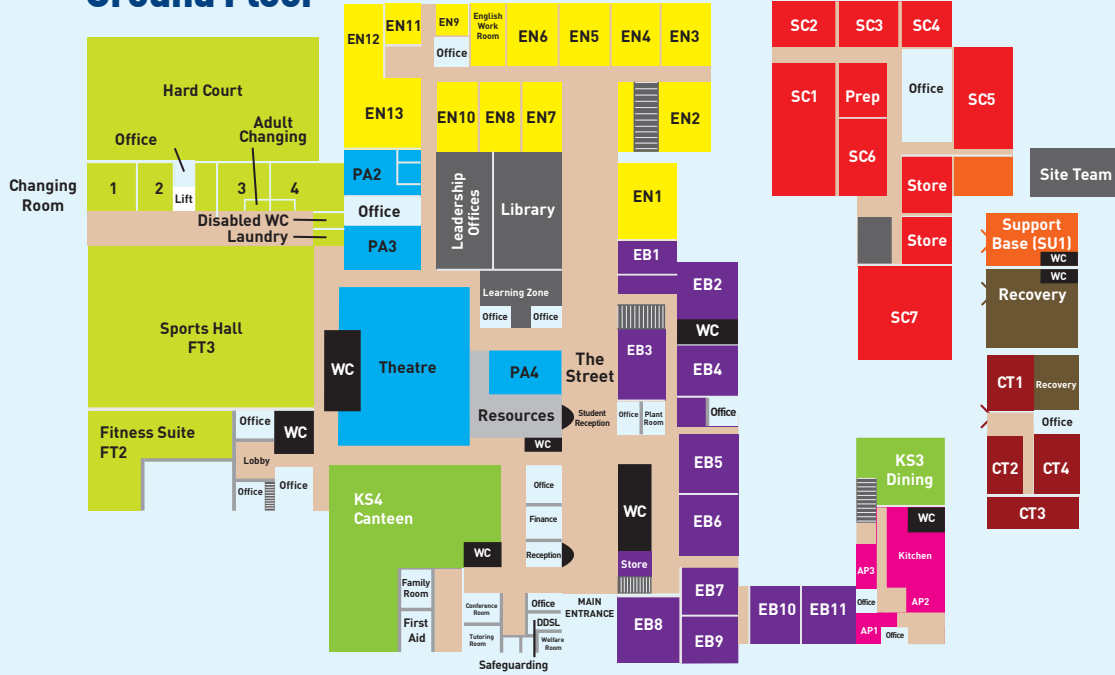 Ground Floor
EN12
EN11
EN9
Office
English
Work
Room
EN6
EN5
EN4
EN3
EN13
EN10
EN8
EN7
EN2
Hard Court
Office
Adult
Changing
Changing
Room
1
2
Lift
3
4
Disabled WC
Laundry
PA2
Office
PA3
Leadership
Offices
Library
Learning Zone
Office
Office
EN1
EB1
EB2
WC
EB3
EB4
Office
Plant
Room
Office
Sports Hall
FT3
WC
Theatre
PA4
Resources
The
Street
Student
Reception
WC
Fitness Suite
FT2
Office
WC
Lobby
Office
Office
KS4
Canteen
WC
Office
Finance
Reception
WC
Store
EB5
EB6
EB7
EB8
EB9
EB10
EB11
Family
Room
First
Aid
Conference
Room
Tutoring
Room
Office
DDSL
Welfare
Room
Safeguarding
MAIN
ENTRANCE
SC2
SC3
SC4
SC1
Prep
Office
SC5
SC6
Store
Store
SC7
Site Team
Support
Base (SU1)
WC
WC
Recovery
CT1
Recovery
Office
CT2
CT4
CT3
KS3
Dining
WC
Kitchen
AP3
Office
AP2
AP1
Office